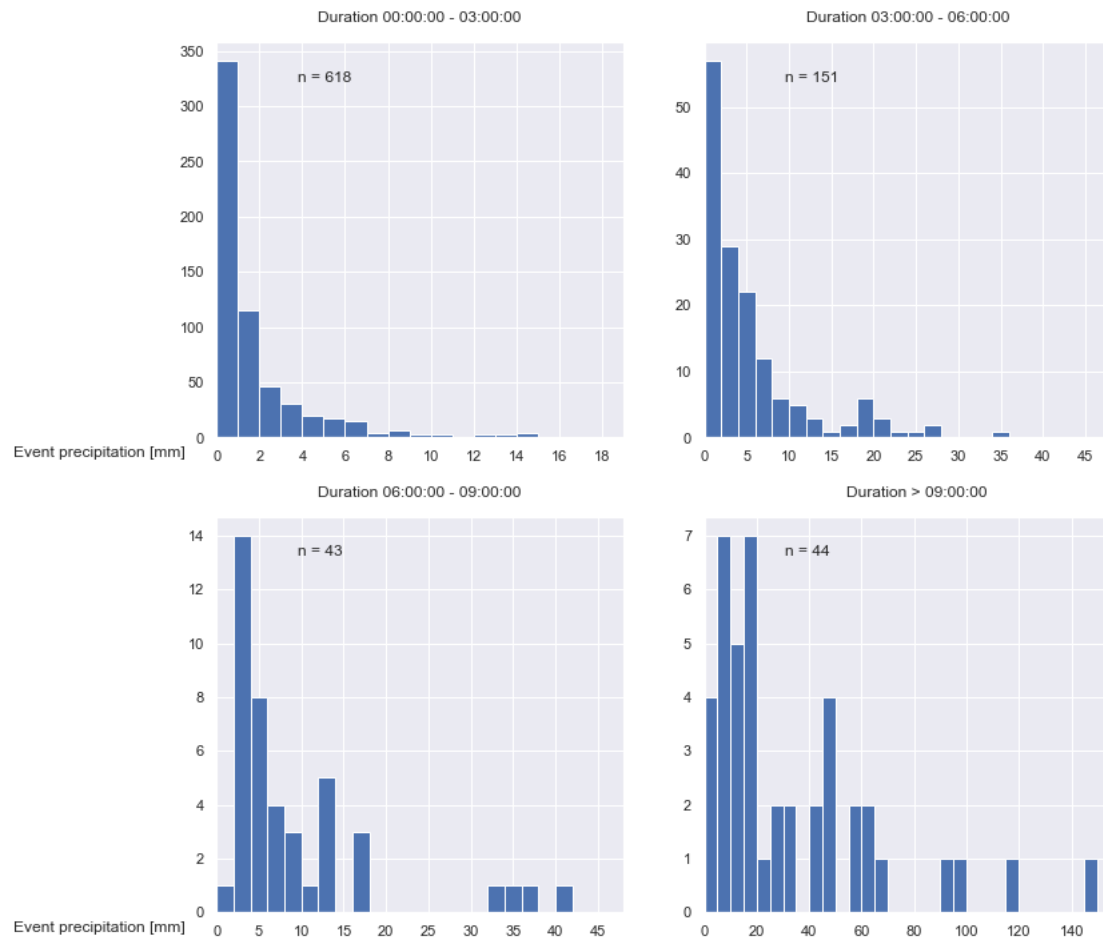 Duration 00:00:00 - 03:00:00
Duration 03:00:00 - 06:00:00
350
300
250
200
150
100
50
0
n = 618
50
40
30
20
10
0
n = 151
Event precipitation [mm]
0 2 4 6 8 10 12 14 16 18
0 5 10 15 20 25 30 35 40 45
Duration 06:00:00 - 09:00:00
Duration > 09:00:00
14
12
10
8
6
4
2
0
n = 43
7
6
5
4
3
2
1
0
n = 44
Event precipitation [mm]
0 5 10 15 20 25 30 35 40 45
0 20 40 60 80 100 120 140